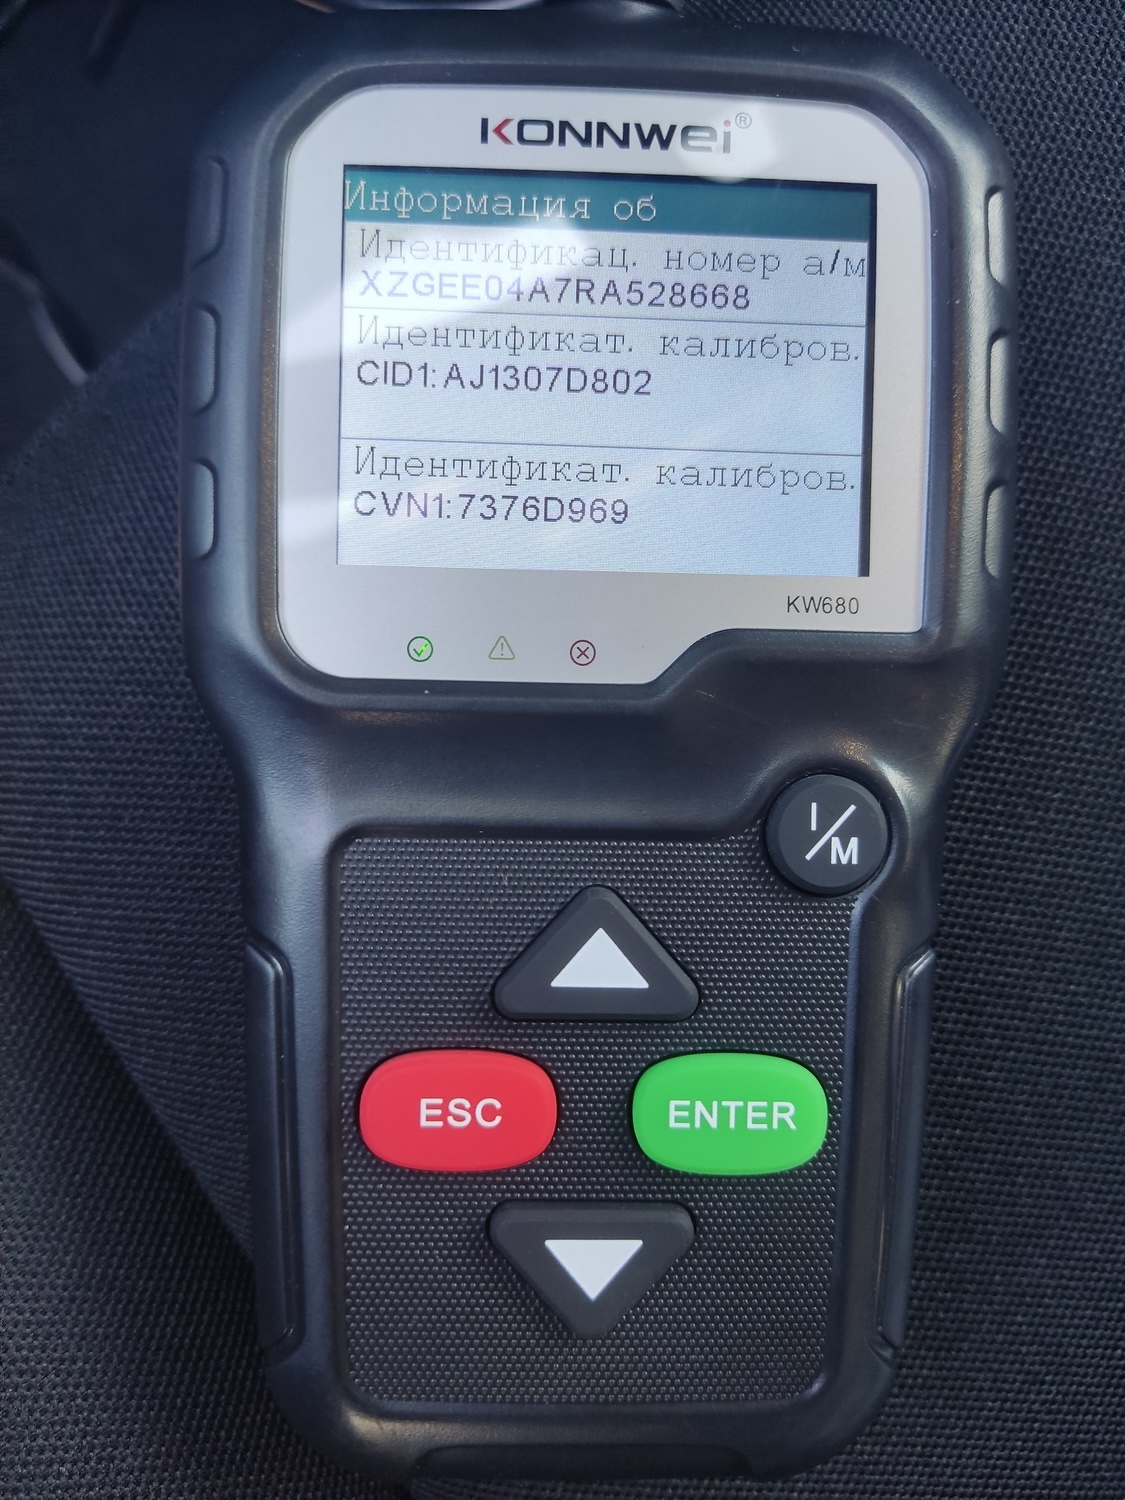 KONNWEI®
Информация об
Идентификац. номер а/м
XZGEE04A7RA528668
Идентификат. калибров.
CID1:AJ1307D802
Идентификат. калибров.
CVN1:7376D969
KW680
I/M
ESC
ENTER